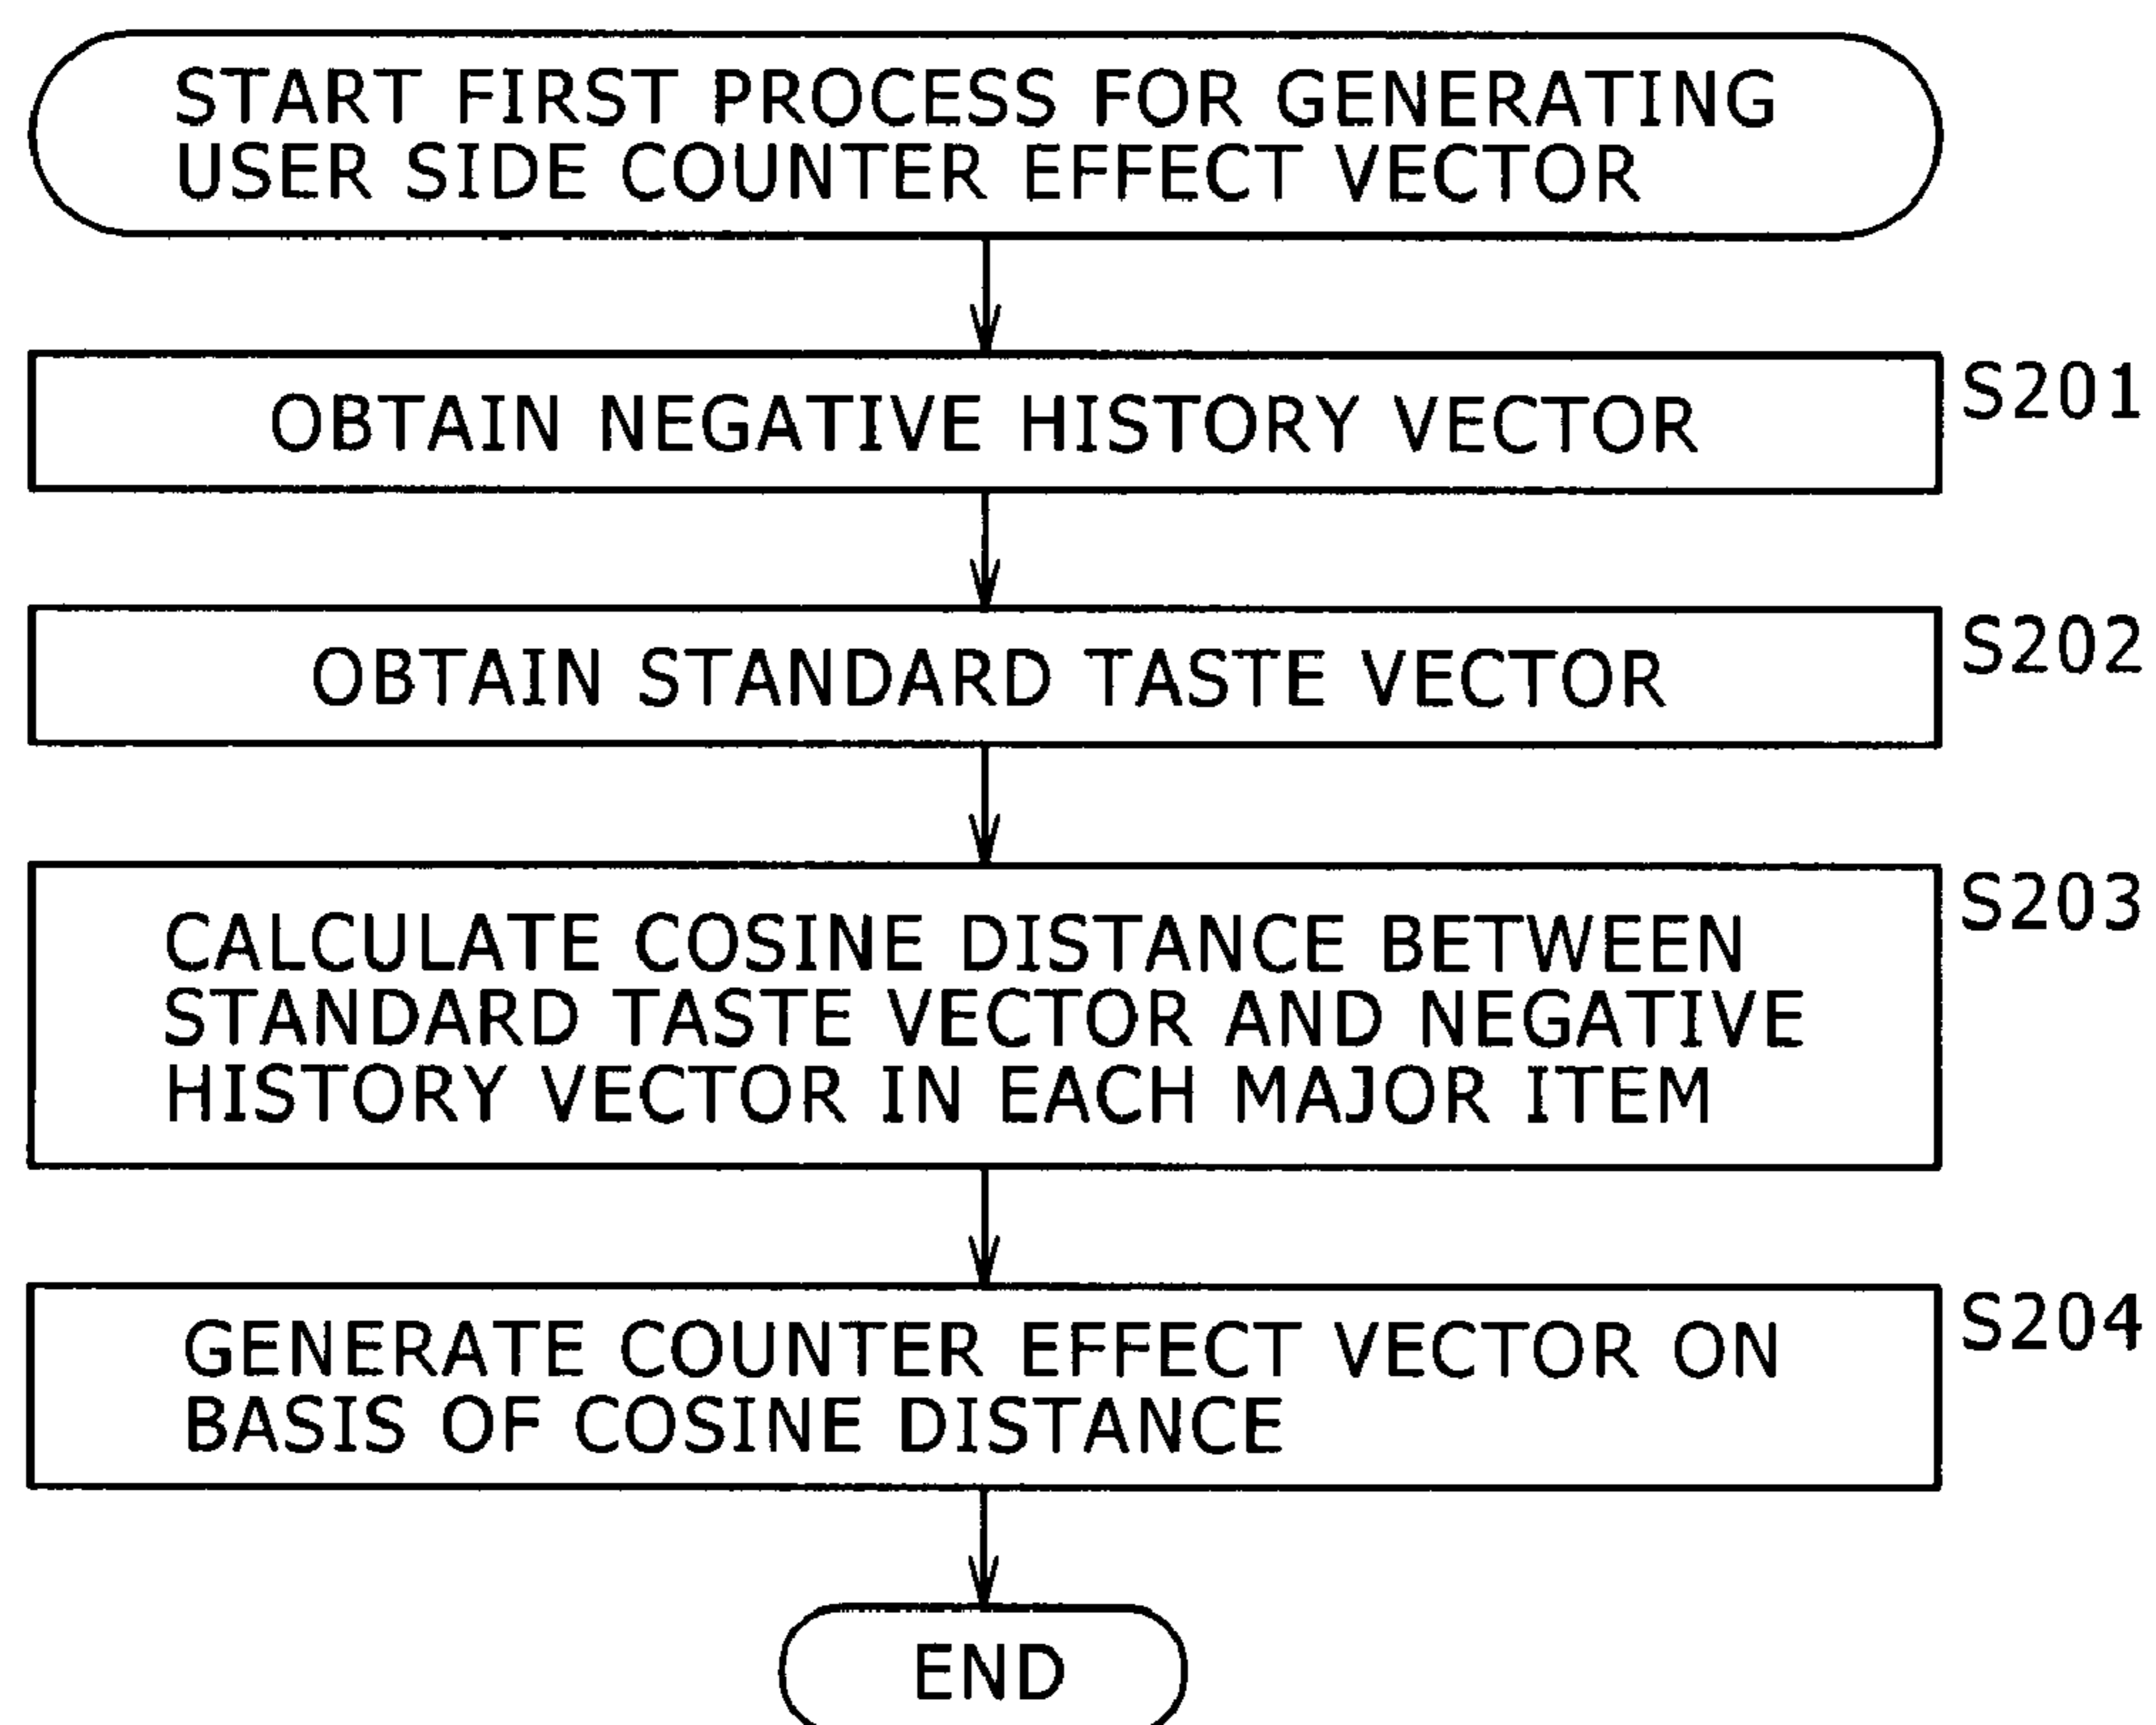 START FIRST PROCESS FOR GENERATING
USER SIDE COUNTER EFFECT VECTOR
OBTAIN NEGATIVE HISTORY VECTOR
S201
OBTAIN STANDARD TASTE VECTOR
S202
CALCULATE COSINE DISTANCE BETWEEN
STANDARD TASTE VECTOR AND NEGATIVE
HISTORY VECTOR IN EACH MAJOR ITEM
S203
GENERATE COUNTER EFFECT VECTOR ON
BASIS OF COSINE DISTANCE
S204
END